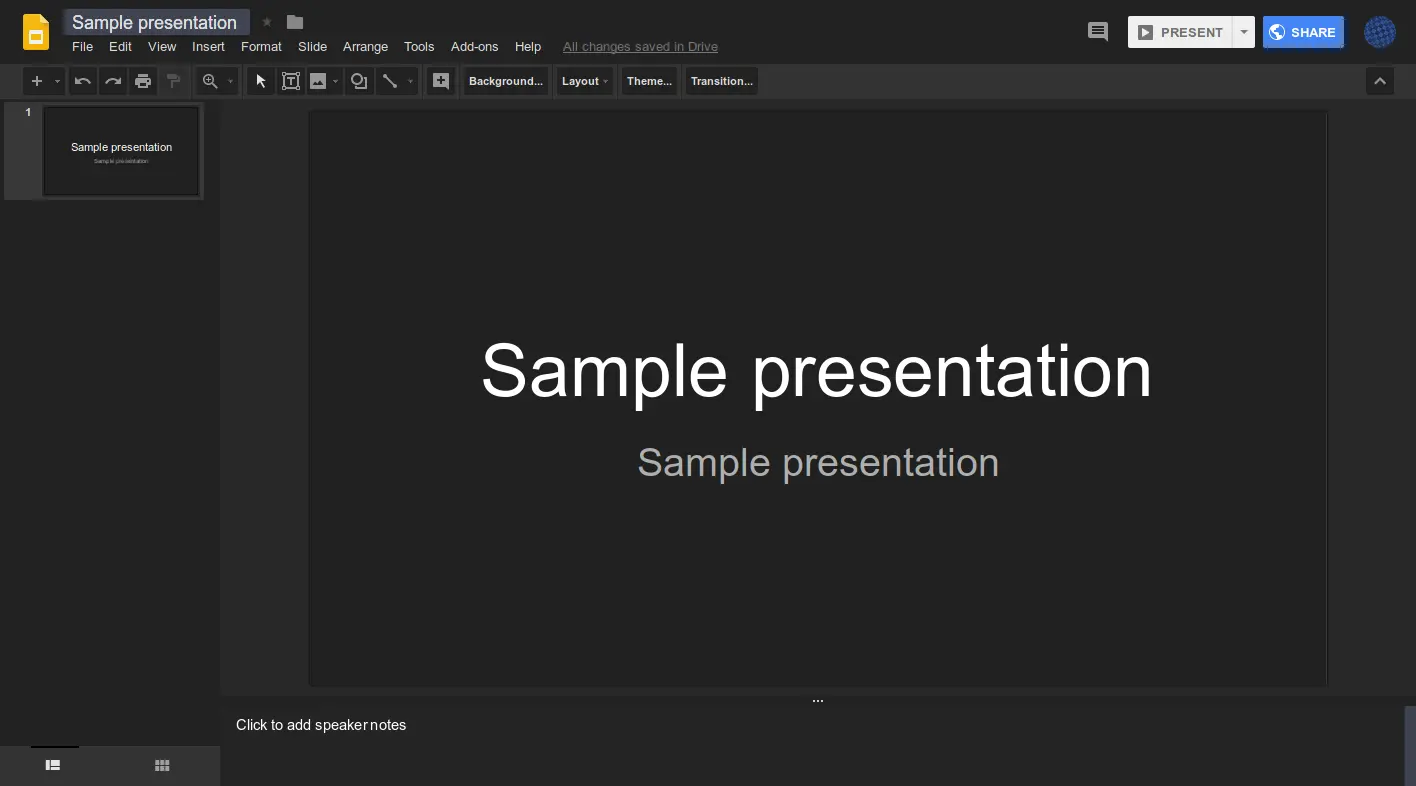 Sample presentation
File Edit View Insert Format Slide Arrange Tools Add-ons Help All changes saved in Drive
PRESENT SHARE
Background... Layout Theme... Transition...
1
Sample presentation
Sample presentation
Sample presentation
Sample presentation
Click to add speaker notes